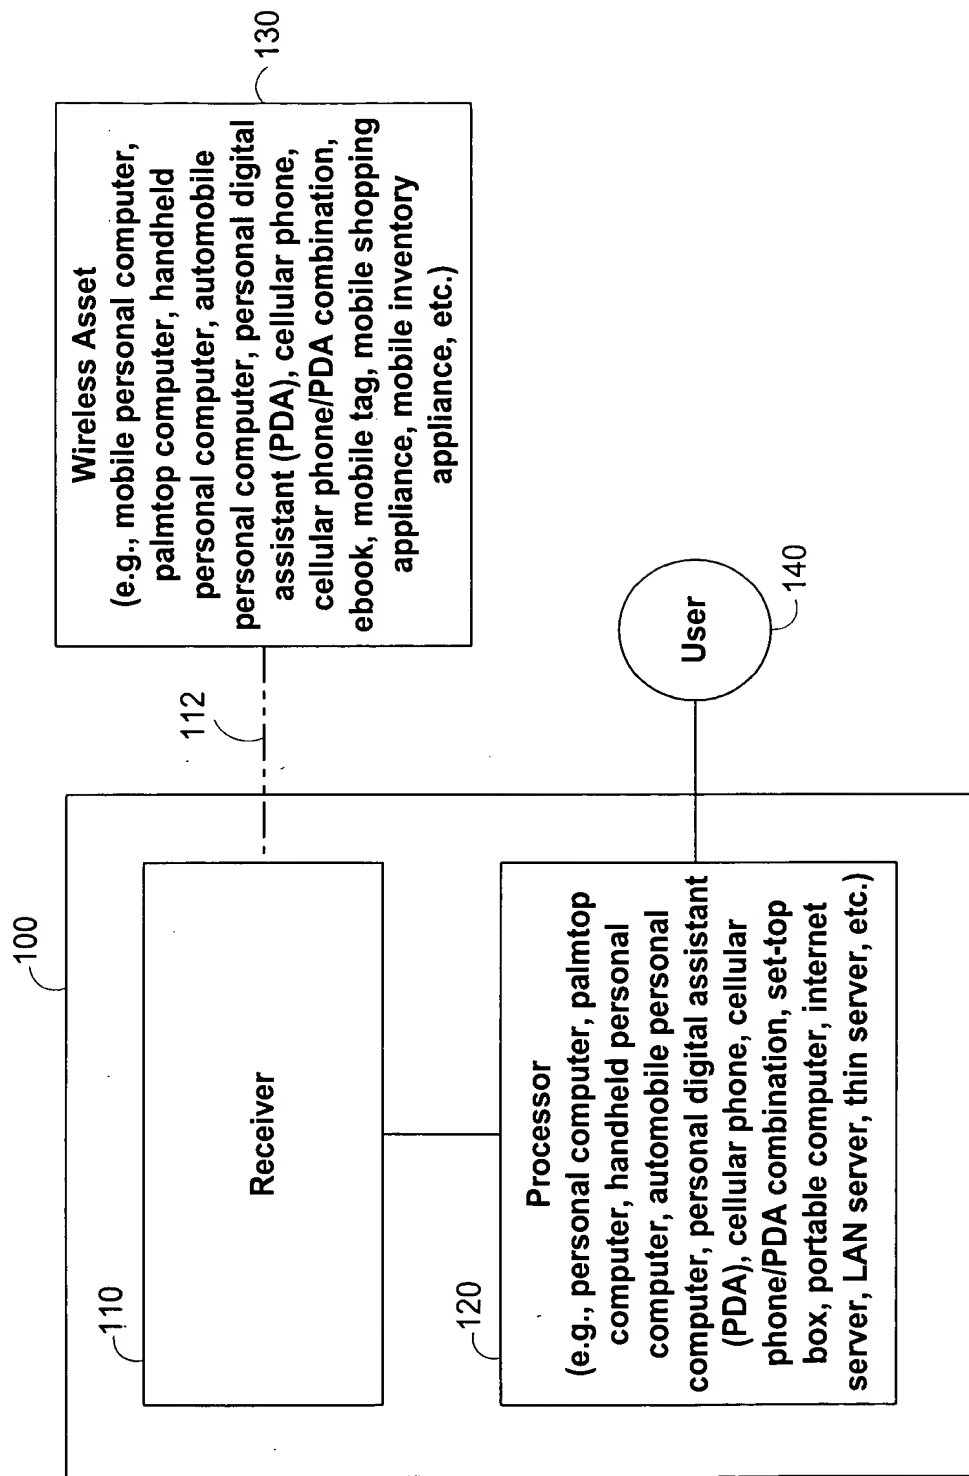 100
110
Receiver
112
130
Wireless Asset
(e.g., mobile personal computer,
palmtop computer, handheld
personal computer, automobile
personal computer, personal digital
assistant (PDA), cellular phone,
cellular phone/PDA combination,
ebook, mobile tag, mobile shopping
appliance, mobile inventory
appliance, etc.)
120
Processor
(e.g., personal computer, palmtop
computer, handheld personal
computer, automobile personal
computer, personal digital assistant
(PDA), cellular phone, cellular
phone/PDA combination, set-top
box, portable computer, internet
server, LAN server, thin server, etc.)
User
140